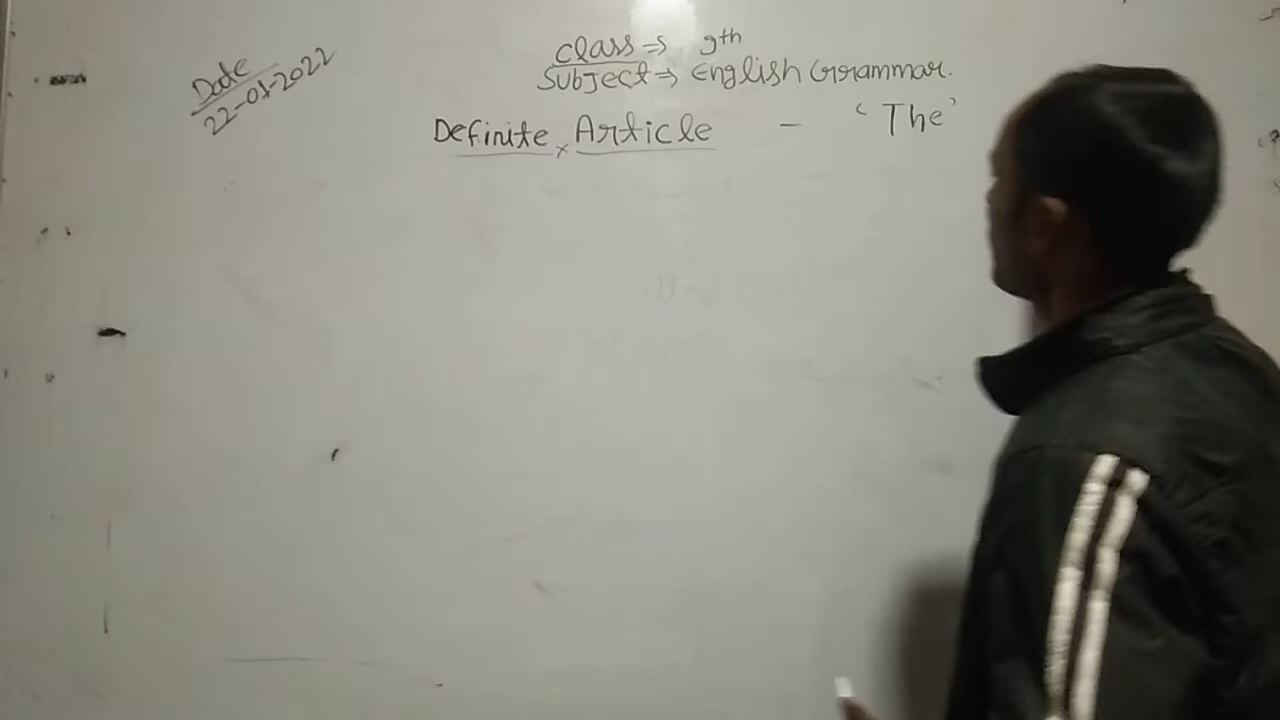 Date
22-01-2022
Class ⇒ 9th
Subject ⇒ English Grammar.
Definite × Article - 'The'